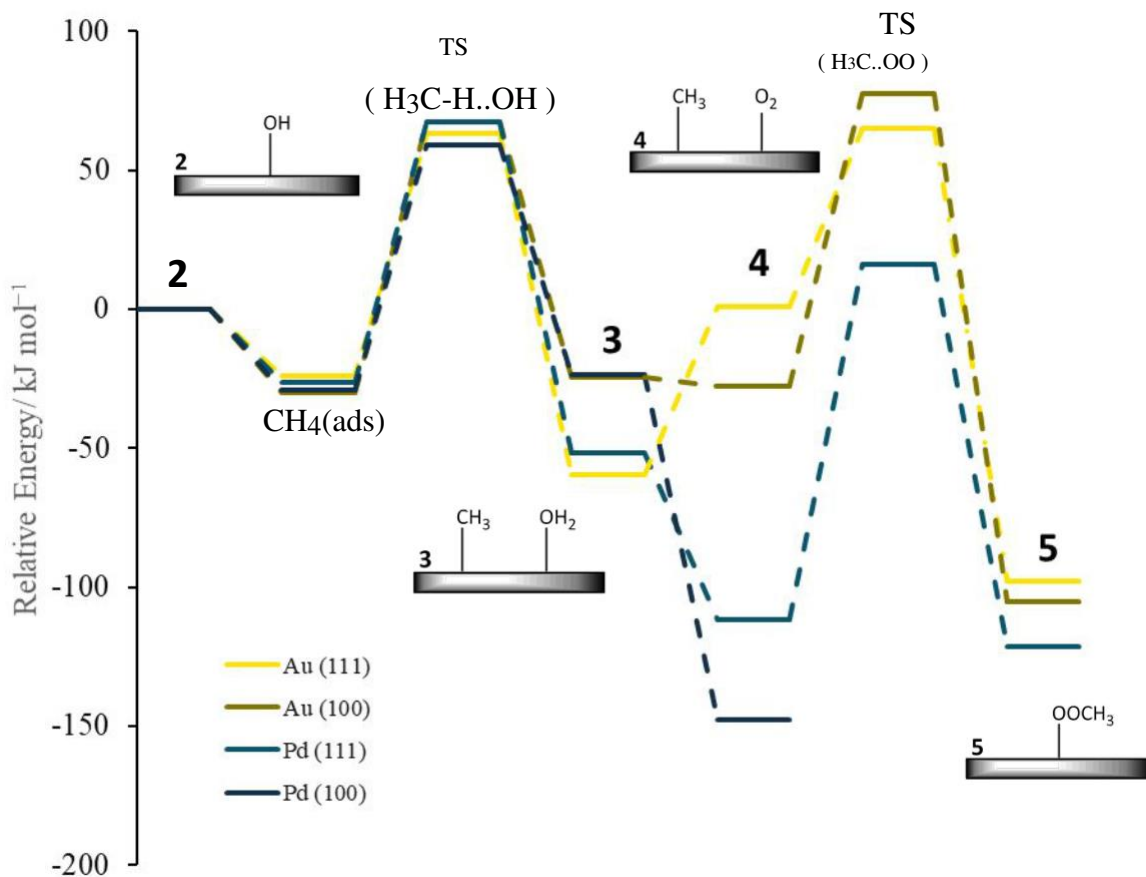 100
TS
TS
( H3C..OO )
( H3C-H..OH )
CH3
O2
OH
4
2
50
2
4
0
3
CH4(ads)
-50
CH3
OH2
3
5
-100
Au (111)
Au (100)
Pd (111)
Pd (100)
-150
OOCH3
5
-200
Relative Energy/ kJ mol⁻¹